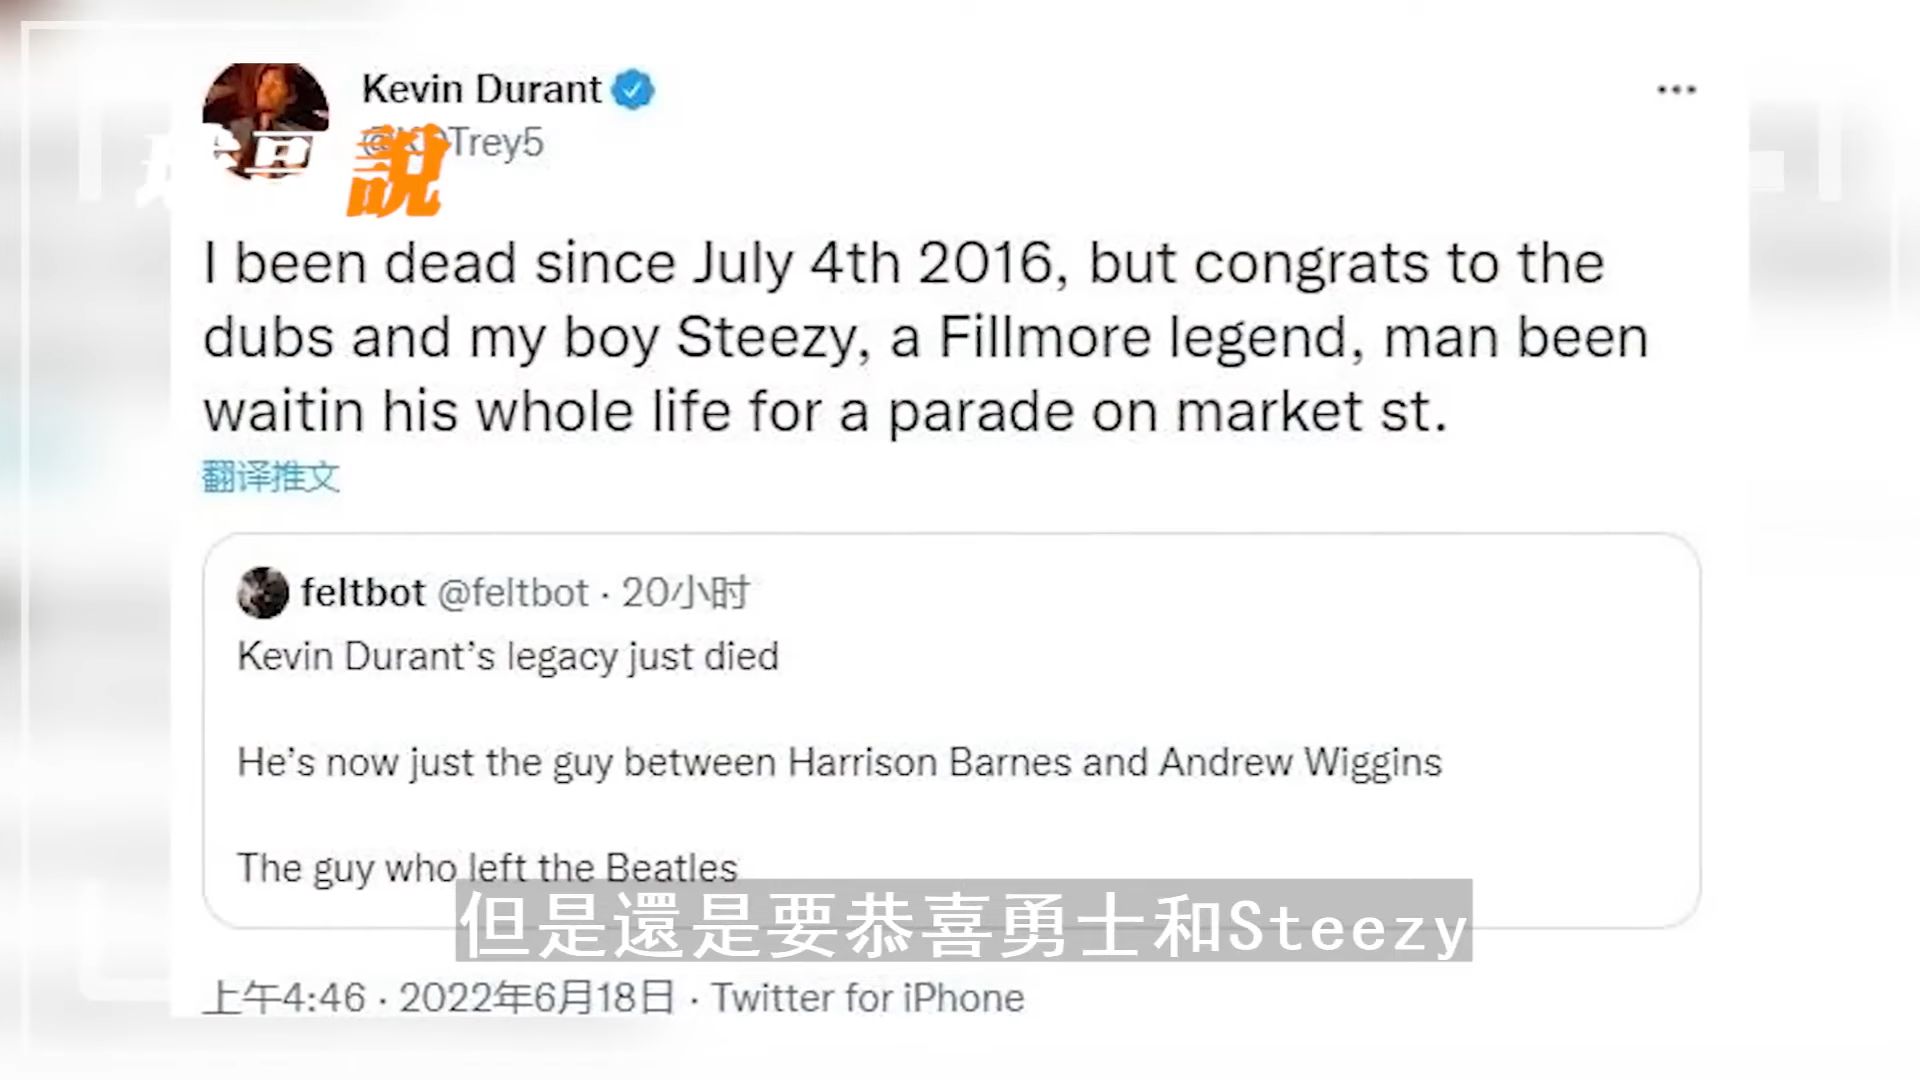 Kevin Durant
Trey5
說
I been dead since July 4th 2016, but congrats to the
dubs and my boy Steezy, a Fillmore legend, man been
waitin his whole life for a parade on market st.
翻译推文
feltbot @feltbot · 20小时
Kevin Durant’s legacy just died
He’s now just the guy between Harrison Barnes and Andrew Wiggins
The guy who left the Beatles
但是還是要恭喜勇士和Steezy
上午4:46 · 2022年6月18日 · Twitter for iPhone